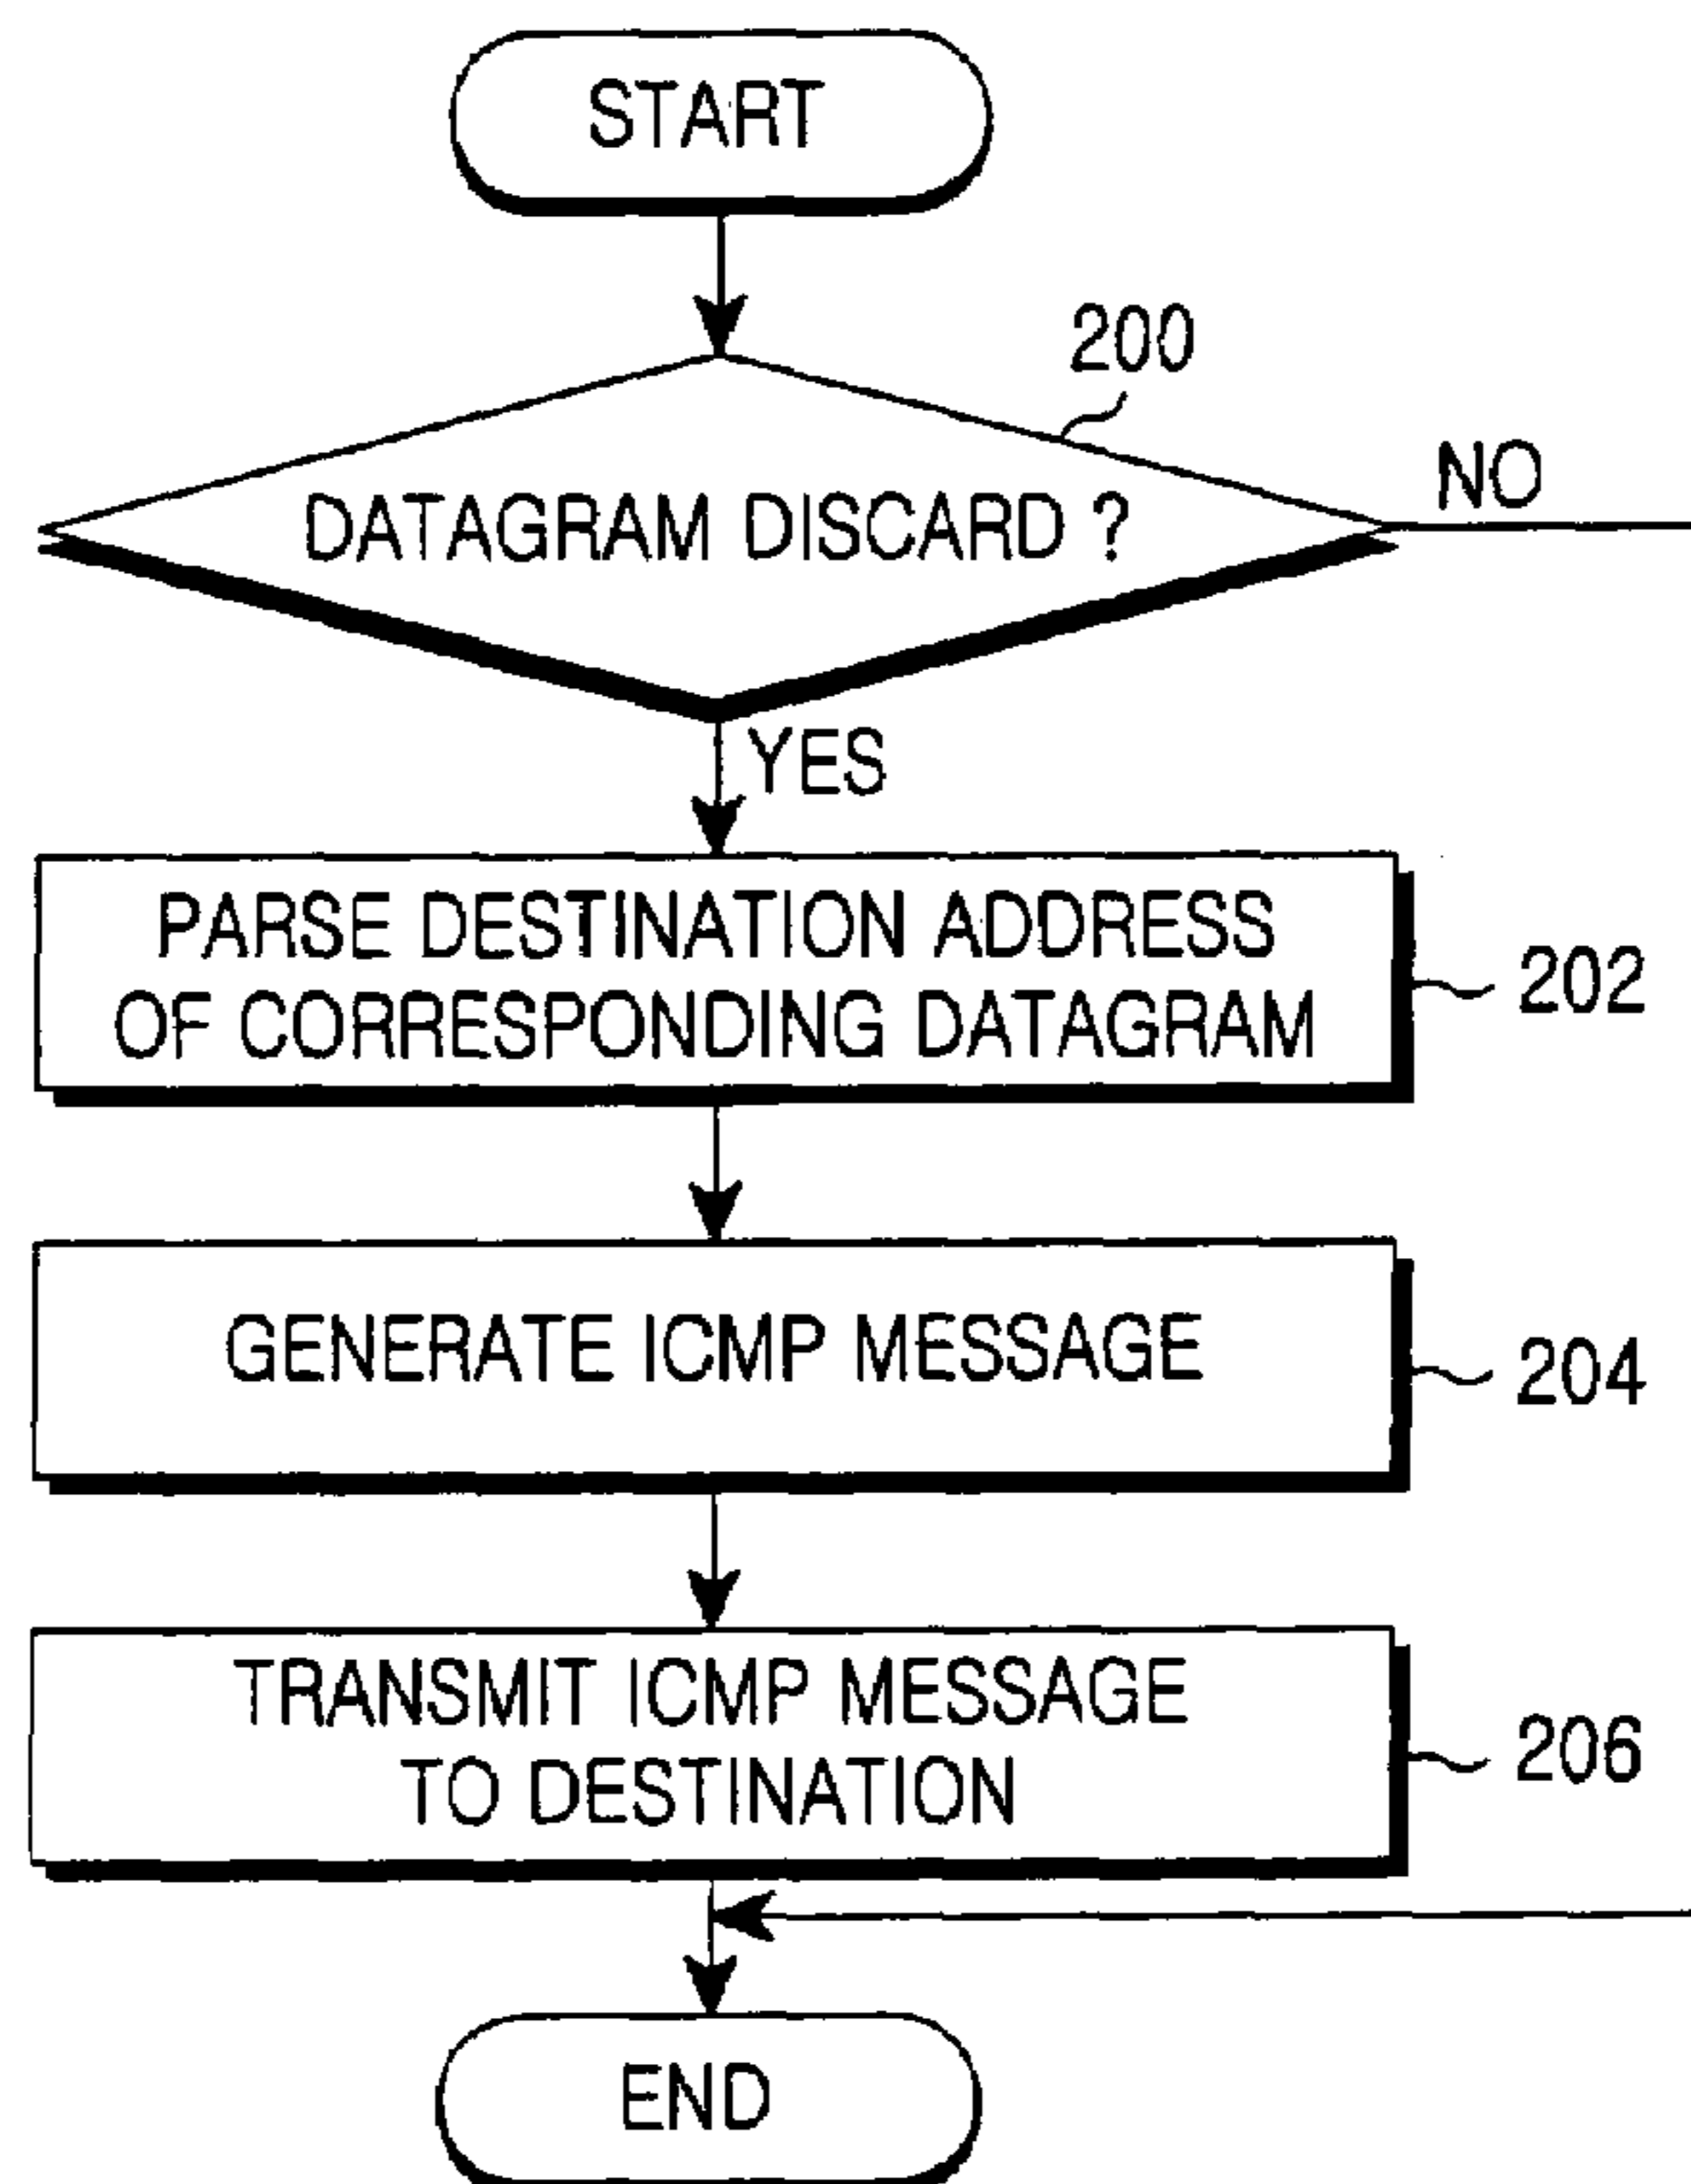 START
200
NO
DATAGRAM DISCARD ?
YES
PARSE DESTINATION ADDRESS
OF CORRESPONDING DATAGRAM
202
GENERATE ICMP MESSAGE
204
TRANSMIT ICMP MESSAGE
TO DESTINATION
206
END